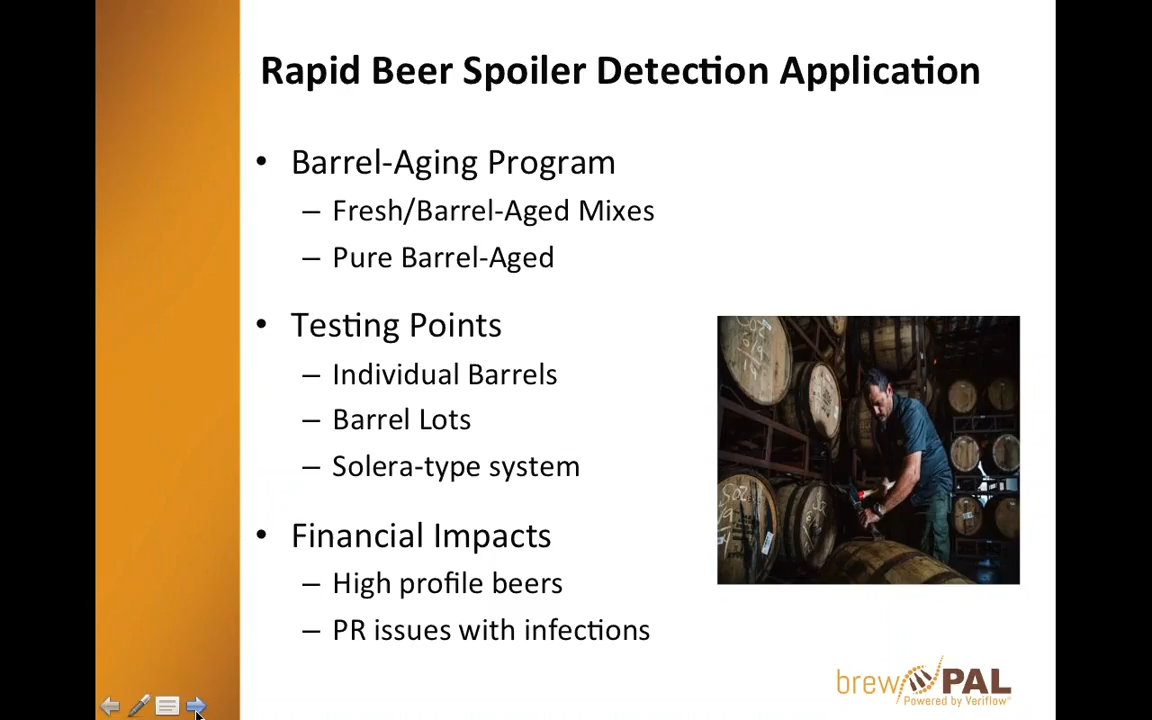 Rapid Beer Spoiler Detection Application
• Barrel-Aging Program
– Fresh/Barrel-Aged Mixes
– Pure Barrel-Aged
• Testing Points
– Individual Barrels
– Barrel Lots
– Solera-type system
• Financial Impacts
– High profile beers
– PR issues with infections
brewPAL
Powered by Veriflow®